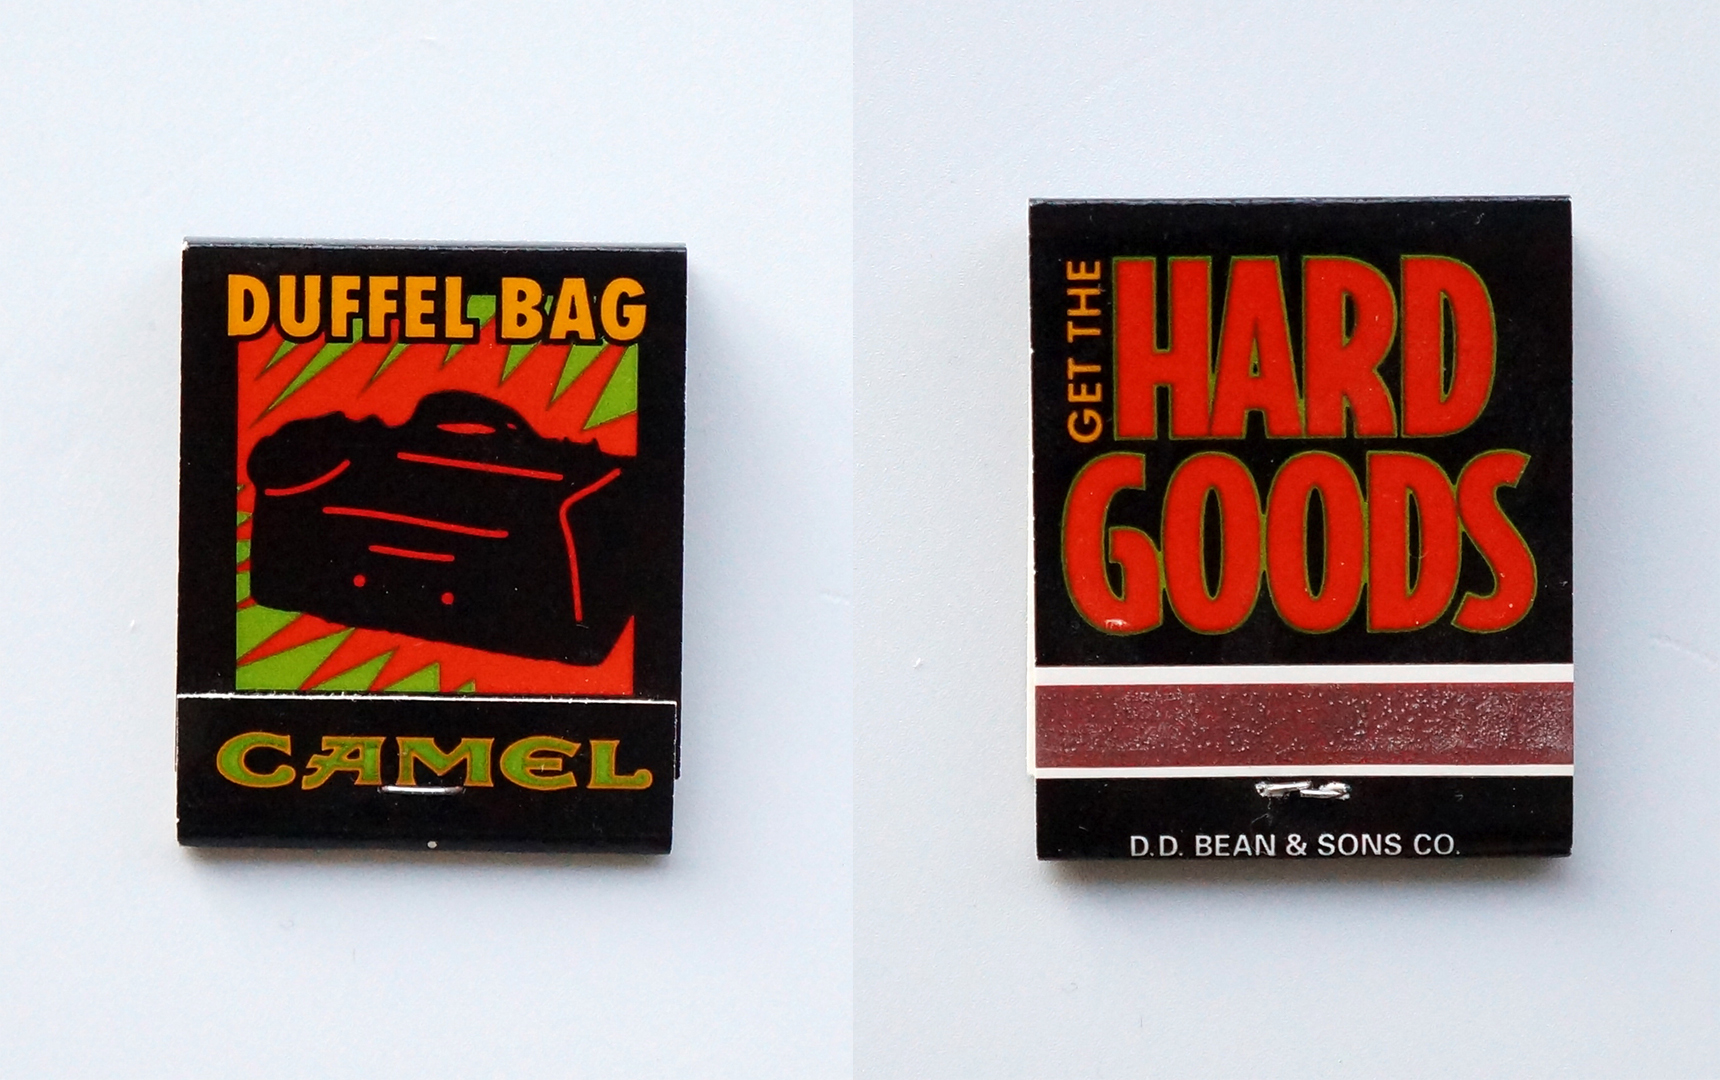 DUFFEL BAG
CAMEL
GET THE
HARD
GOODS
D.D. BEAN & SONS CO.